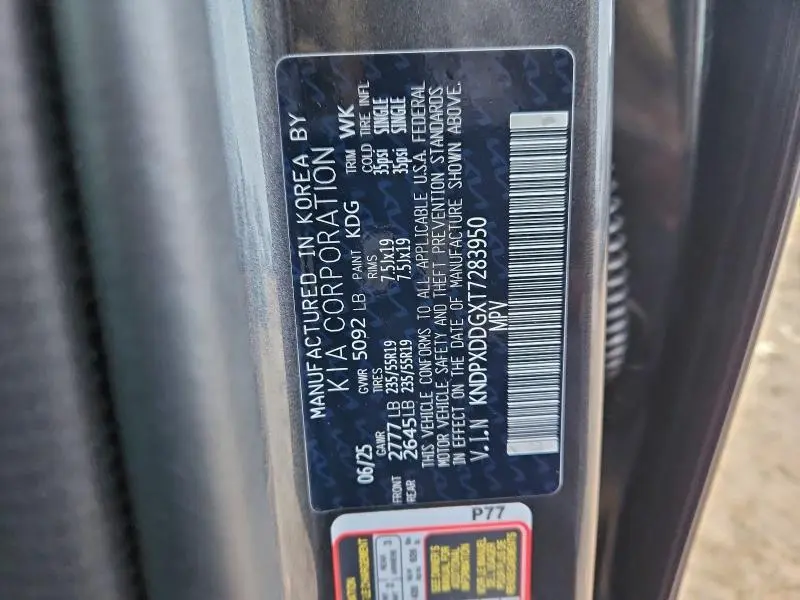 MANUFACTURED IN KOREA BY
KIA CORPORATION
06/25 GVWR 5092 LB PAINT KDG TRIM WK
GAWR TIRES RIMS COLD TIRE INFL
FRONT 2777 LB 235/55R19 7.5Jx19 35psi SINGLE
REAR 2645 LB 235/55R19 7.5Jx19 35psi SINGLE
THIS VEHICLE CONFORMS TO ALL APPLICABLE U.S.A. FEDERAL
MOTOR VEHICLE SAFETY AND THEFT PREVENTION STANDARDS
IN EFFECT ON THE DATE OF MANUFACTURE SHOWN ABOVE.
V.I.N KNDPXDDGXT7283950
MPV
P77